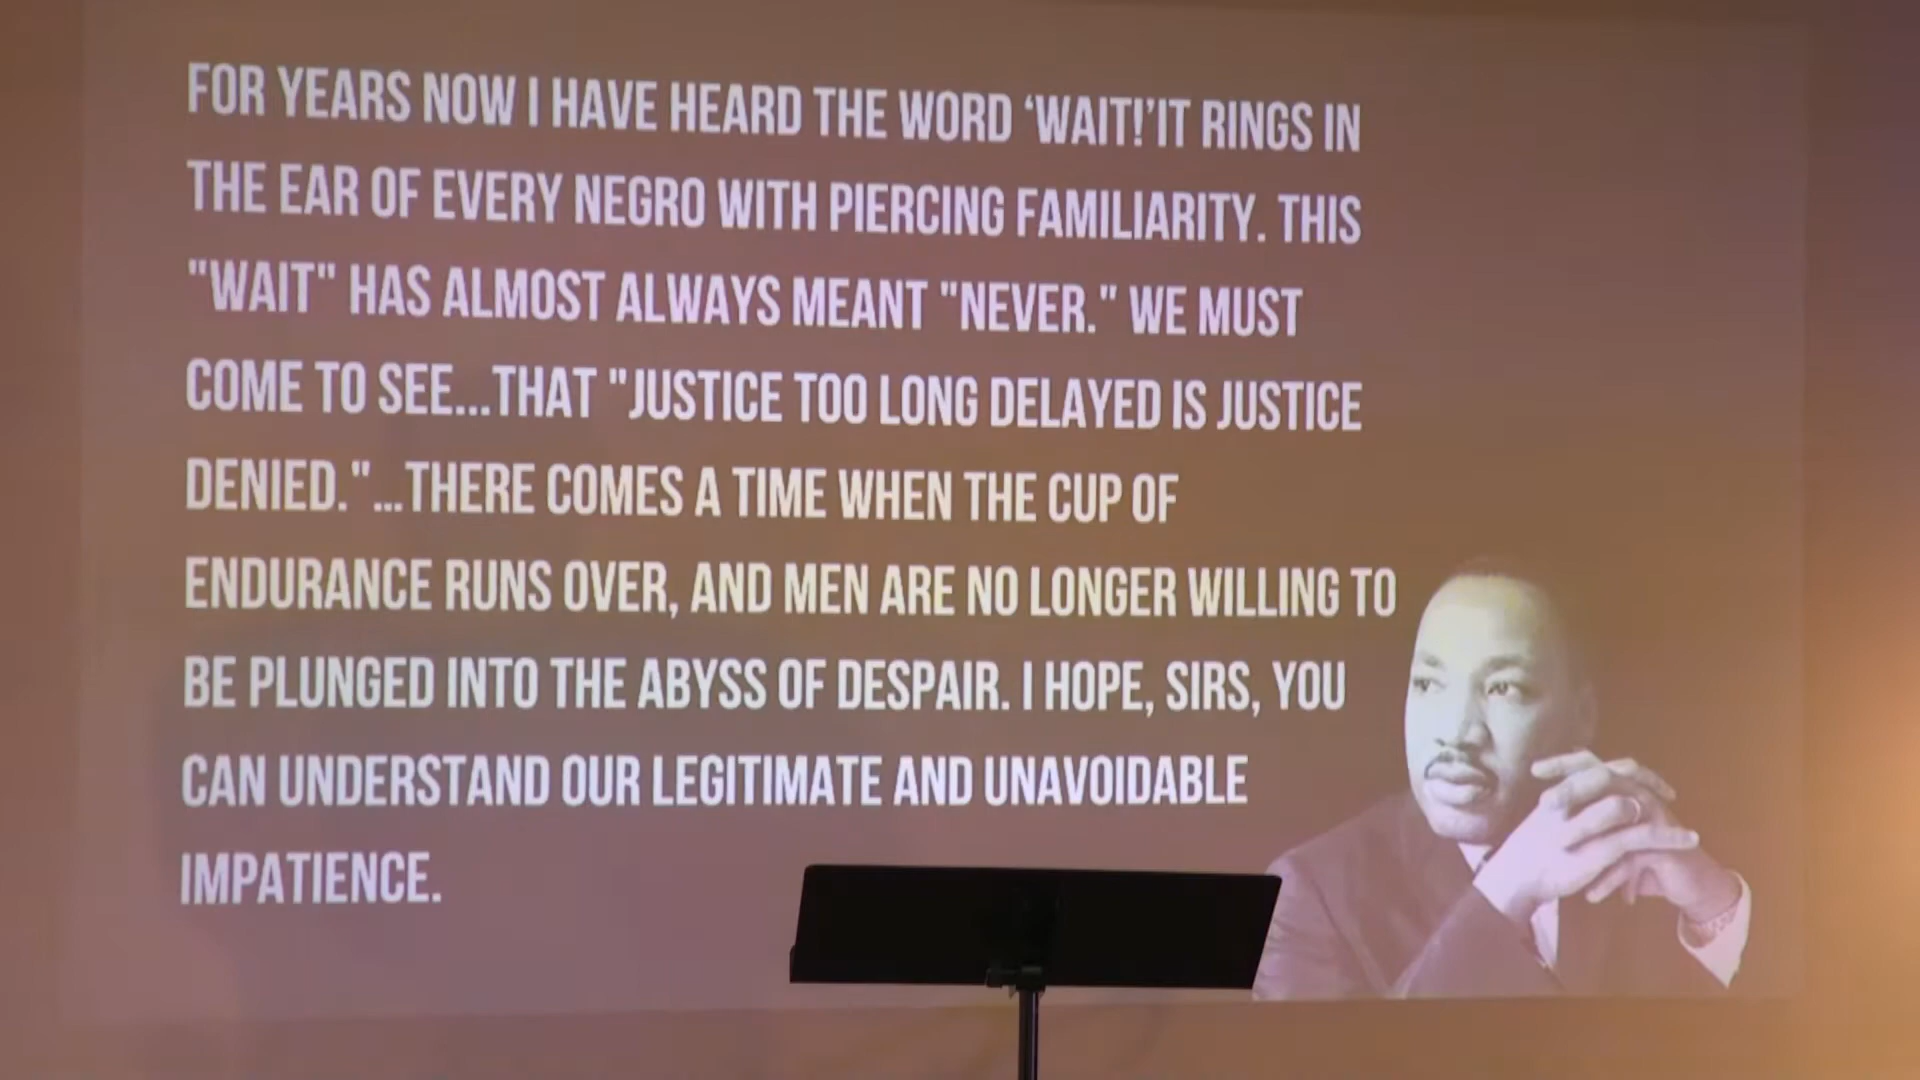 FOR YEARS NOW I HAVE HEARD THE WORD ‘WAIT!’IT RINGS IN
THE EAR OF EVERY NEGRO WITH PIERCING FAMILIARITY. THIS
"WAIT" HAS ALMOST ALWAYS MEANT "NEVER." WE MUST
COME TO SEE...THAT "JUSTICE TOO LONG DELAYED IS JUSTICE
DENIED."...THERE COMES A TIME WHEN THE CUP OF
ENDURANCE RUNS OVER, AND MEN ARE NO LONGER WILLING TO
BE PLUNGED INTO THE ABYSS OF DESPAIR. I HOPE, SIRS, YOU
CAN UNDERSTAND OUR LEGITIMATE AND UNAVOIDABLE
IMPATIENCE.